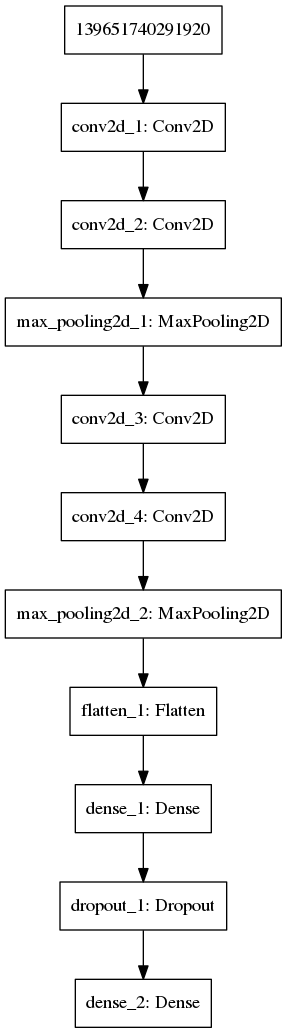 139651740291920
conv2d_1: Conv2D
conv2d_2: Conv2D
max_pooling2d_1: MaxPooling2D
conv2d_3: Conv2D
conv2d_4: Conv2D
max_pooling2d_2: MaxPooling2D
flatten_1: Flatten
dense_1: Dense
dropout_1: Dropout
dense_2: Dense